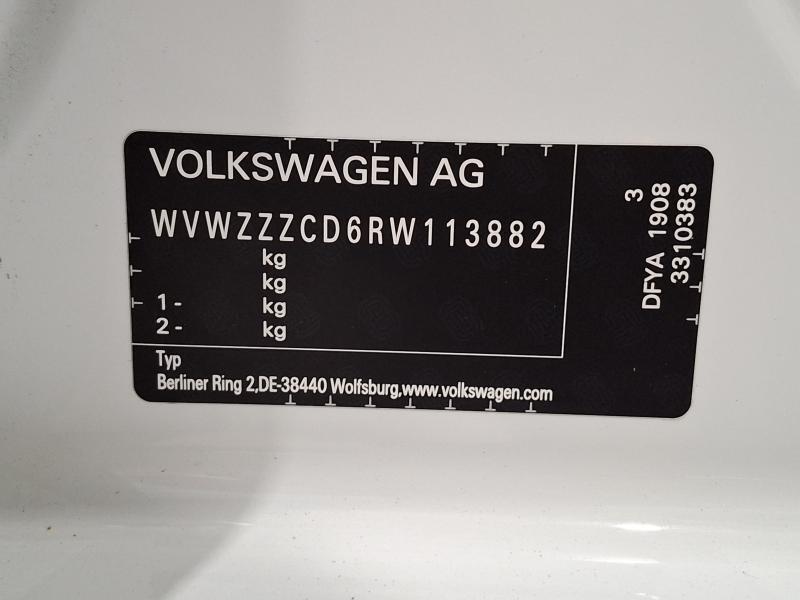 VOLKSWAGEN AG
WVWZZZCD6RW113882
kg
kg
1- kg
2- kg
Typ
Berliner Ring 2,DE-38440 Wolfsburg,www.volkswagen.com
3
DFYA 1908
3310383